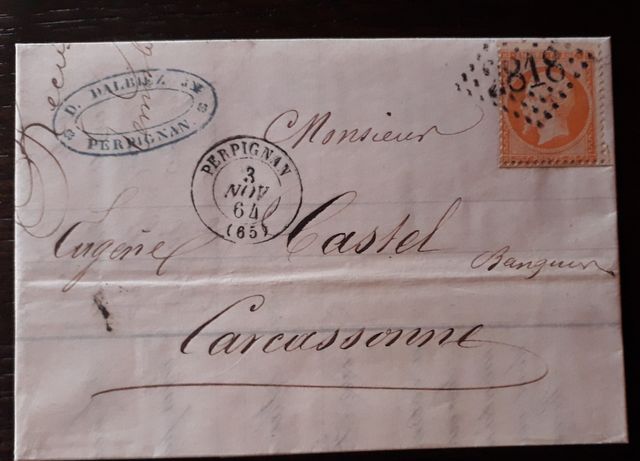 D. DALBIEZ
PERPIGNAN
818
Monsieur
PERPIGNAN
3
NOV
64
(65)
Eugène Castel Banquier
Carcassonne